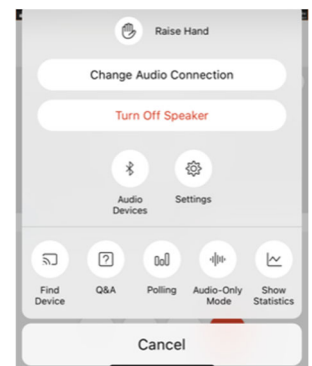 Raise Hand
Change Audio Connection
Turn Off Speaker
Audio
Devices
Settings
Find
Device
Q&A
Polling
Audio-Only
Mode
Show
Statistics
Cancel